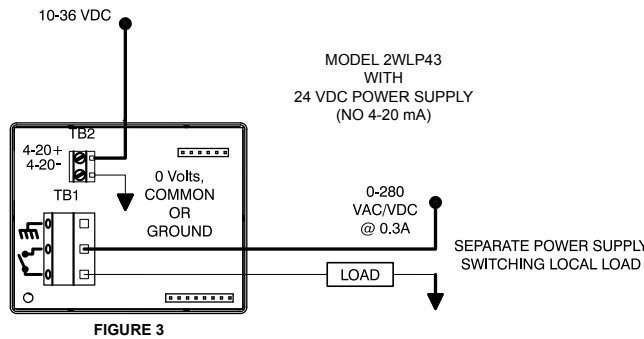 10-36 VDC
MODEL 2WLP43
WITH
24 VDC POWER SUPPLY
(NO 4-20 mA)
TB2
4-20+
4-20-
0 Volts,
COMMON
OR
GROUND
TB1
0-280
VAC/VDC
@ 0.3A
SEPARATE POWER SUPPLY
SWITCHING LOCAL LOAD
LOAD
FIGURE 3